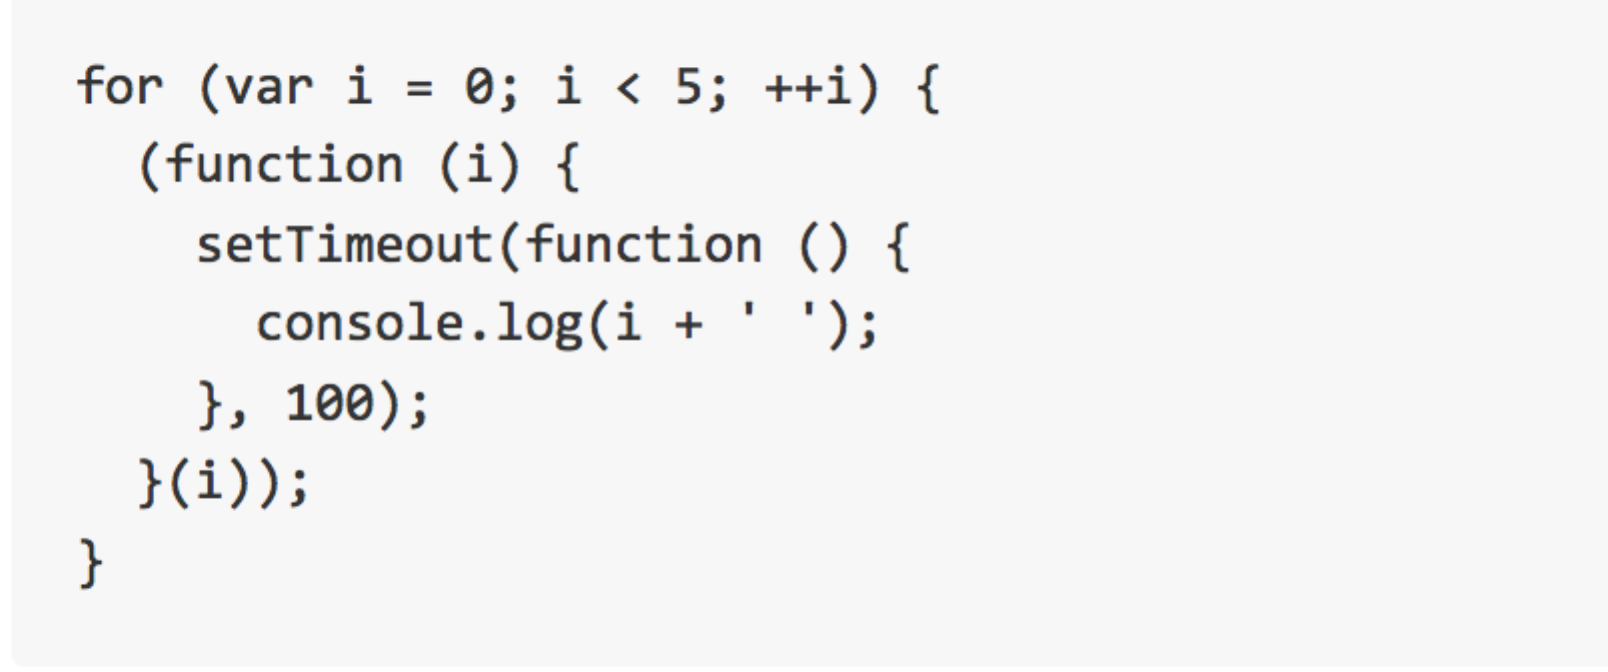 for (var i = 0; i < 5; ++i) {
  (function (i) {
    setTimeout(function () {
      console.log(i + ' ');
    }, 100);
  }(i));
}